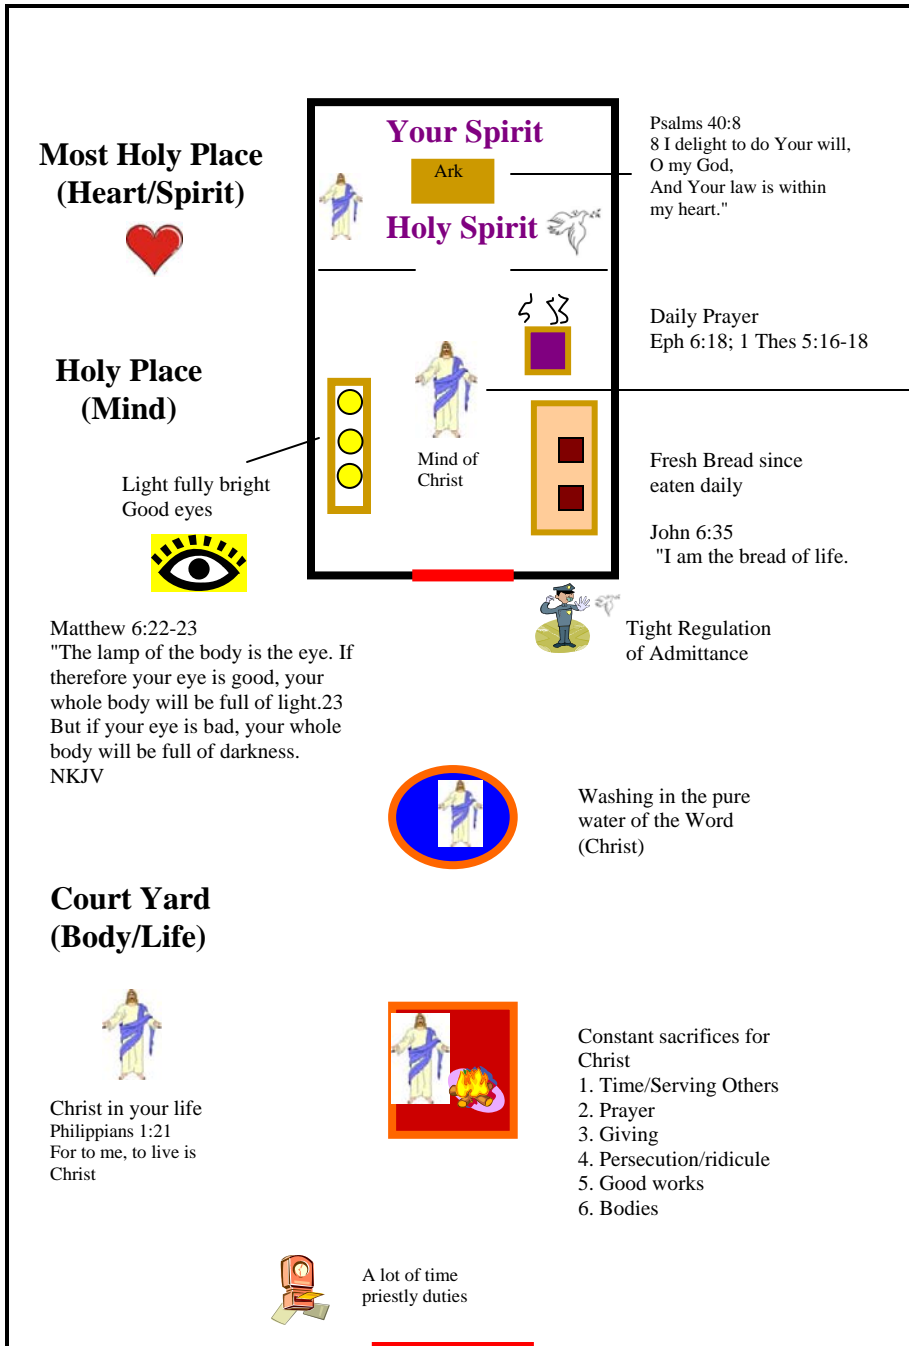 Your Spirit
Ark
Holy Spirit
Psalms 40:8
8 I delight to do Your will,
O my God,
And Your law is within
my heart."
Most Holy Place
(Heart/Spirit)
Daily Prayer
Eph 6:18; 1 Thes 5:16-18
Holy Place
(Mind)
Mind of
Christ
Light fully bright
Good eyes
Fresh Bread since
eaten daily
John 6:35
"I am the bread of life.
Matthew 6:22-23
"The lamp of the body is the eye. If
therefore your eye is good, your
whole body will be full of light.23
But if your eye is bad, your whole
body will be full of darkness.
NKJV
Tight Regulation
of Admittance
Washing in the pure
water of the Word
(Christ)
Court Yard
(Body/Life)
Christ in your life
Philippians 1:21
For to me, to live is
Christ
Constant sacrifices for
Christ
1. Time/Serving Others
2. Prayer
3. Giving
4. Persecution/ridicule
5. Good works
6. Bodies
A lot of time
priestly duties